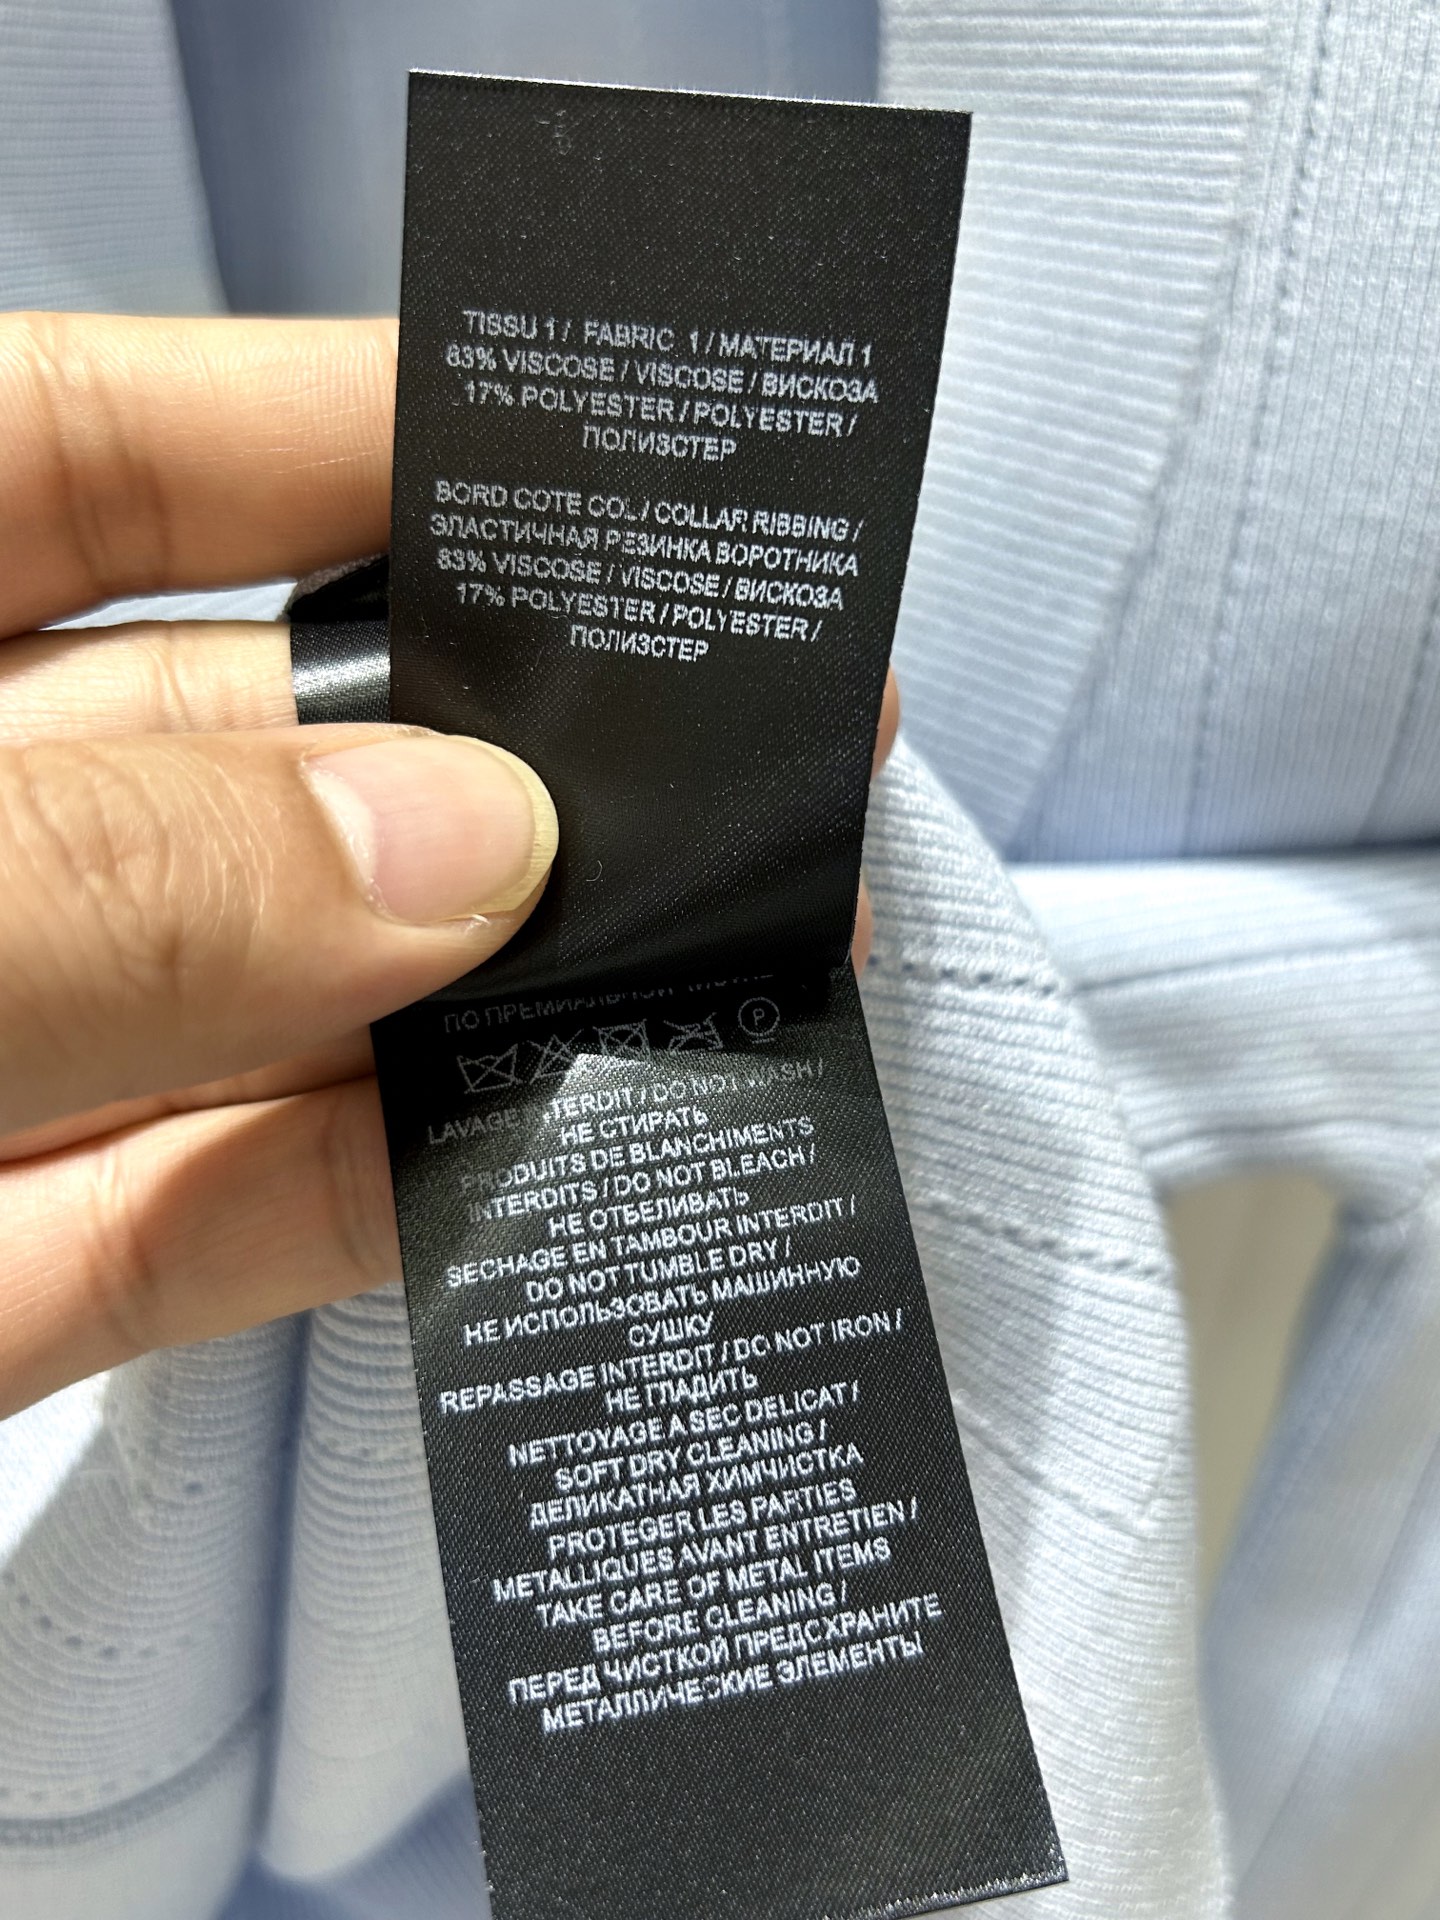 TISSU 1 / FABRIC 1 / МАТЕРИАЛ 1
83% VISCOSE / VISCOSE / ВИСКОЗА
17% POLYESTER / POLYESTER /
ПОЛИЗСТЕР
BORD COTE COL / COLLAR RIBBING /
ЭЛАСТИЧНАЯ РЕЗИНКА ВОРОТНИКА
83% VISCOSE / VISCOSE / ВИСКОЗА
17% POLYESTER / POLYESTER /
ПОЛИЗСТЕР
ПО ПРЕМИАЛЬНОЙ
P
LAVAGE INTERDIT / DO NOT WASH /
НЕ СТИРАТЬ
PRODUITS DE BLANCHIMENTS
INTERDITS / DO NOT BLEACH /
НЕ ОТБЕЛИВАТЬ
SECHAGE EN TAMBOUR INTERDIT /
DO NOT TUMBLE DRY /
НЕ ИСПОЛЬЗОВАТЬ МАШИННУЮ
СУШКУ
REPASSAGE INTERDIT / DO NOT IRON /
НЕ ГЛАДИТЬ
NETTOYAGE A SEC DELICAT /
SOFT DRY CLEANING /
ДЕЛИКАТНАЯ ХИМЧИСТКА
PROTEGER LES PARTIES
METALLIQUES AVANT ENTRETIEN /
TAKE CARE OF METAL ITEMS
BEFORE CLEANING /
ПЕРЕД ЧИСТКОЙ ПРЕДОХРАНИТЕ
МЕТАЛЛИЧЕСКИЕ ЭЛЕМЕНТЫ